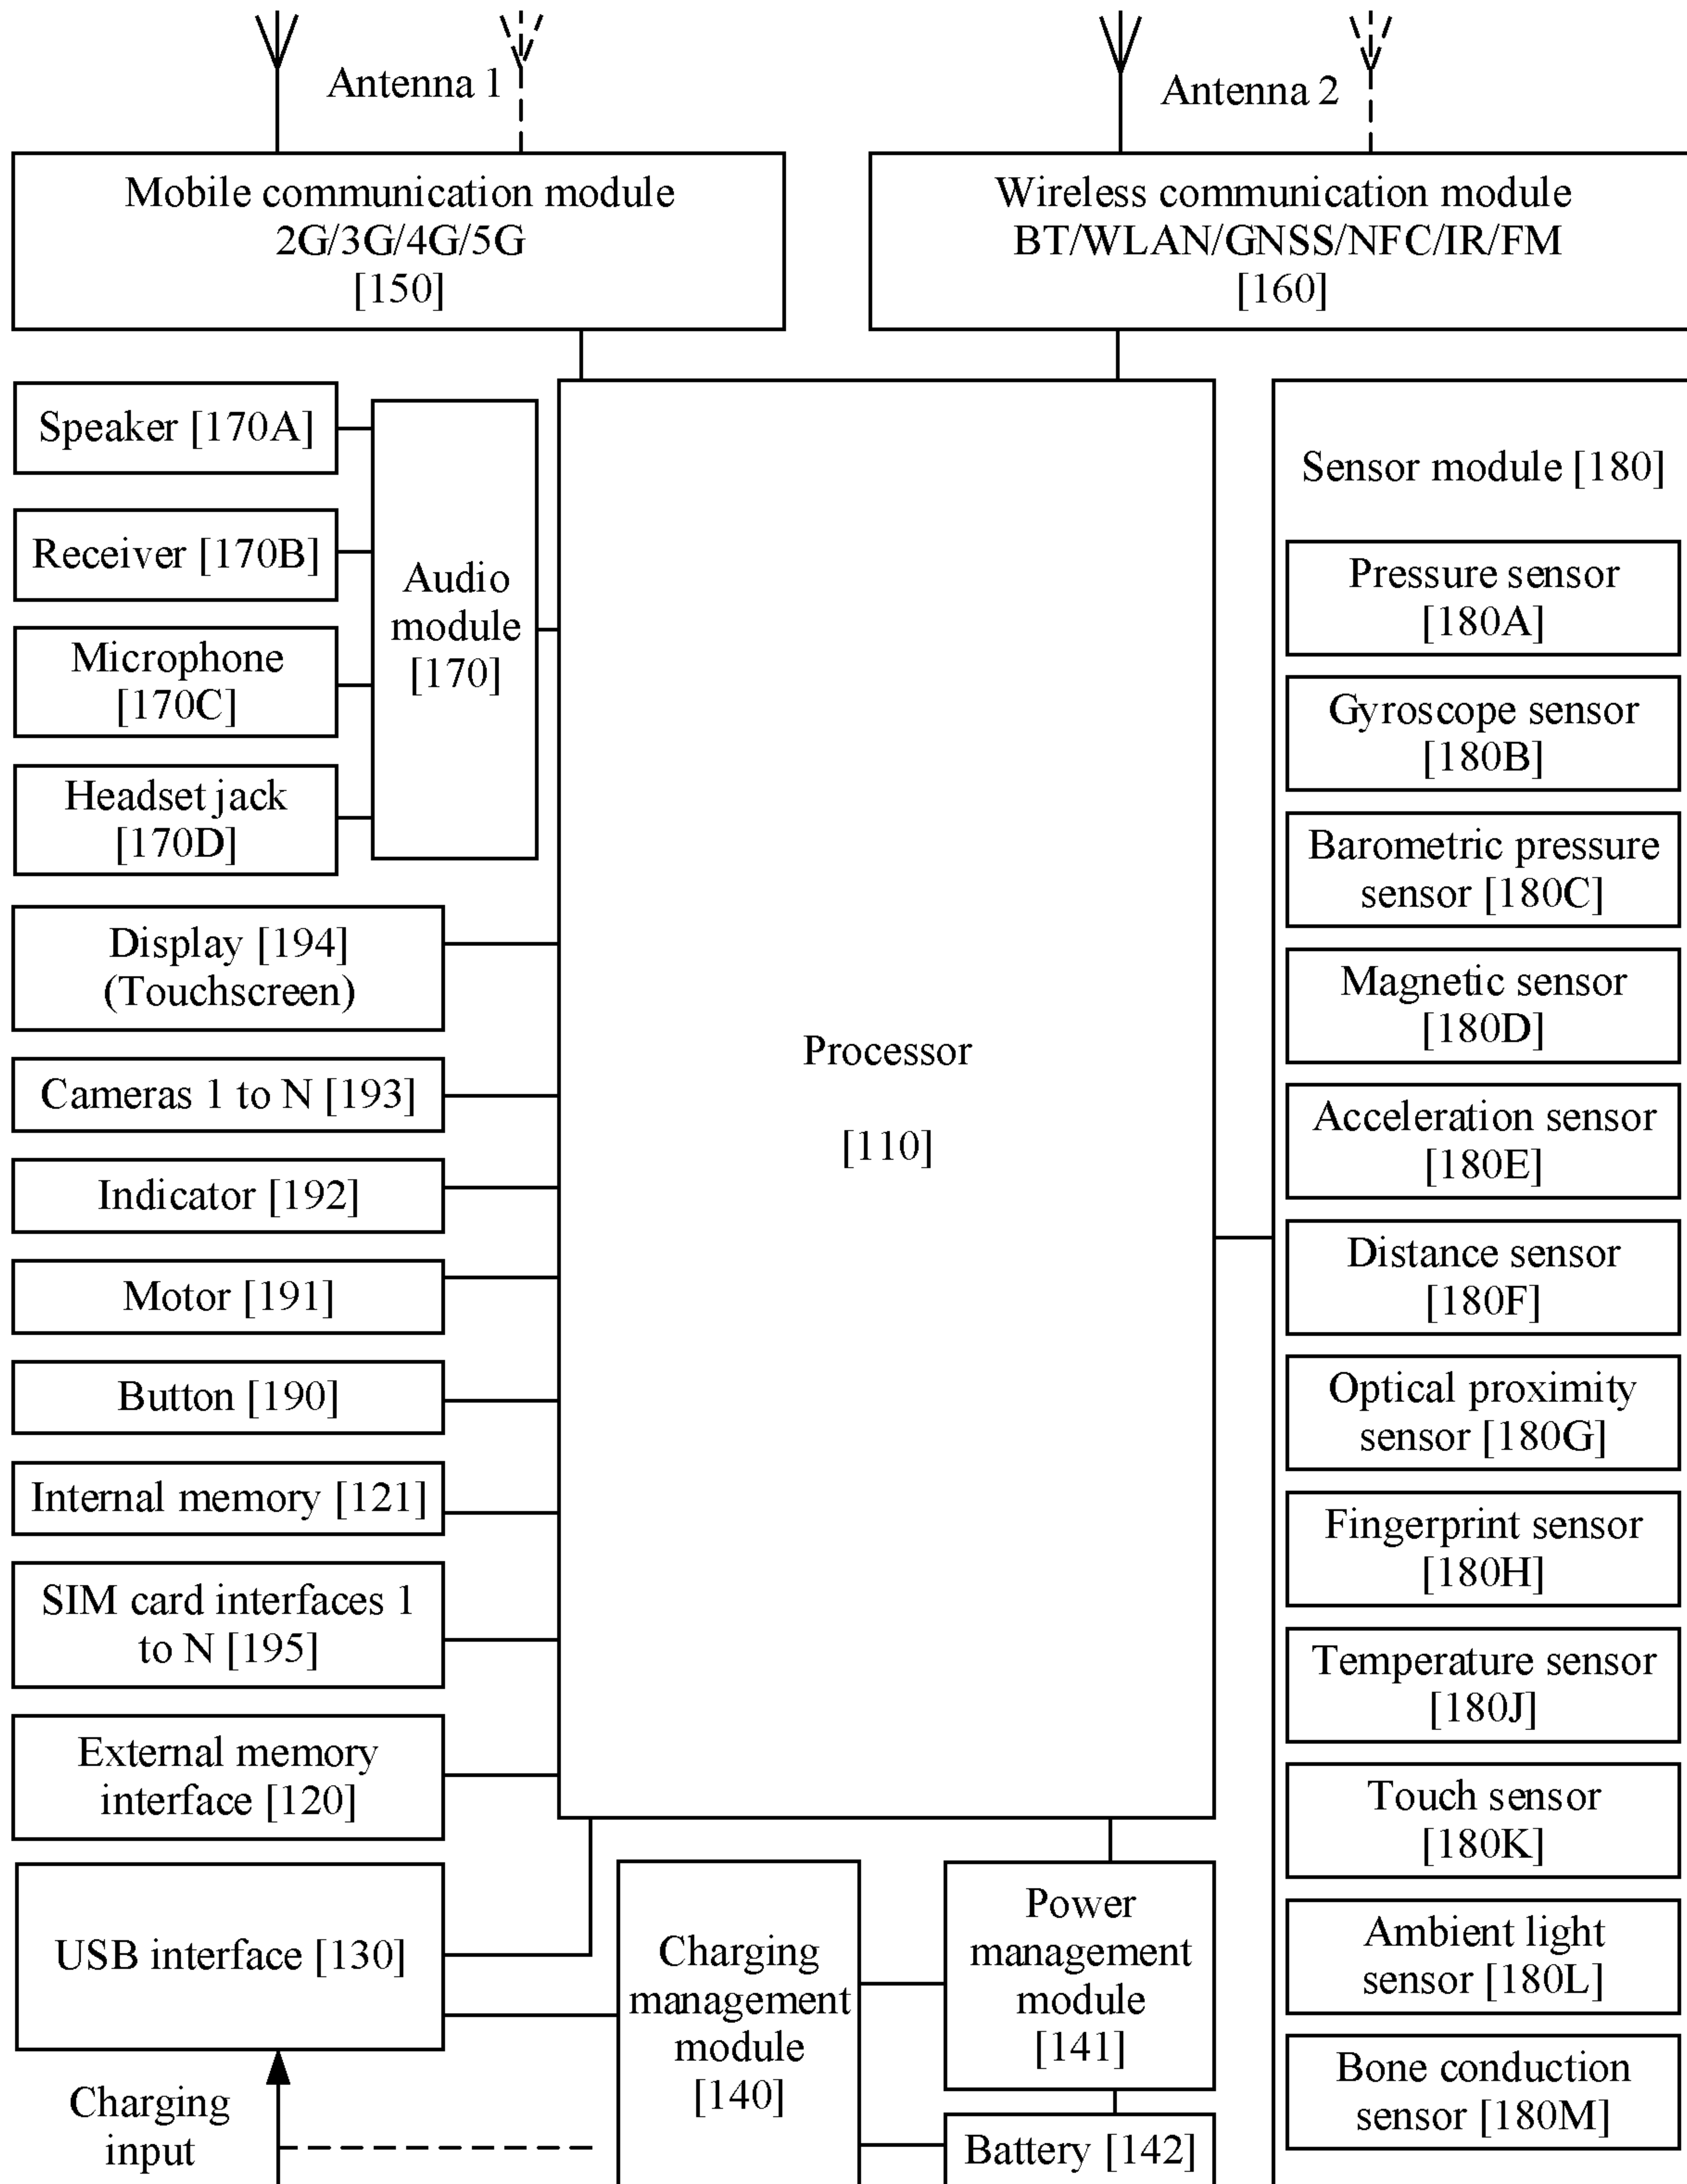 Antenna 1
Antenna 2
Mobile communication module
2G/3G/4G/5G
[150]
Wireless communication module
BT/WLAN/GNSS/NFC/IR/FM
[160]
Speaker [170A]
Receiver [170B]
Microphone
[170C]
Headset jack
[170D]
Audio
module
[170]
Display [194]
(Touchscreen)
Cameras 1 to N [193]
Indicator [192]
Motor [191]
Button [190]
Internal memory [121]
SIM card interfaces 1
to N [195]
External memory
interface [120]
USB interface [130]
Charging
input
Processor
[110]
Charging
management
module
[140]
Power
management
module
[141]
Battery [142]
Sensor module [180]
Pressure sensor
[180A]
Gyroscope sensor
[180B]
Barometric pressure
sensor [180C]
Magnetic sensor
[180D]
Acceleration sensor
[180E]
Distance sensor
[180F]
Optical proximity
sensor [180G]
Fingerprint sensor
[180H]
Temperature sensor
[180J]
Touch sensor
[180K]
Ambient light
sensor [180L]
Bone conduction
sensor [180M]